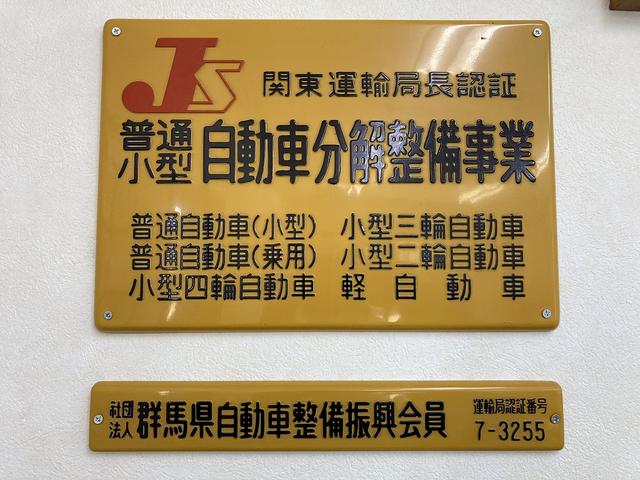 JS 関東運輸局長認証
普通
小型 自動車分解整備事業
普通自動車(小型) 小型三輪自動車
普通自動車(乗用) 小型二輪自動車
小型四輪自動車 軽自動車
社団
法人 群馬県自動車整備振興会員
運輸局認証番号
7-3255